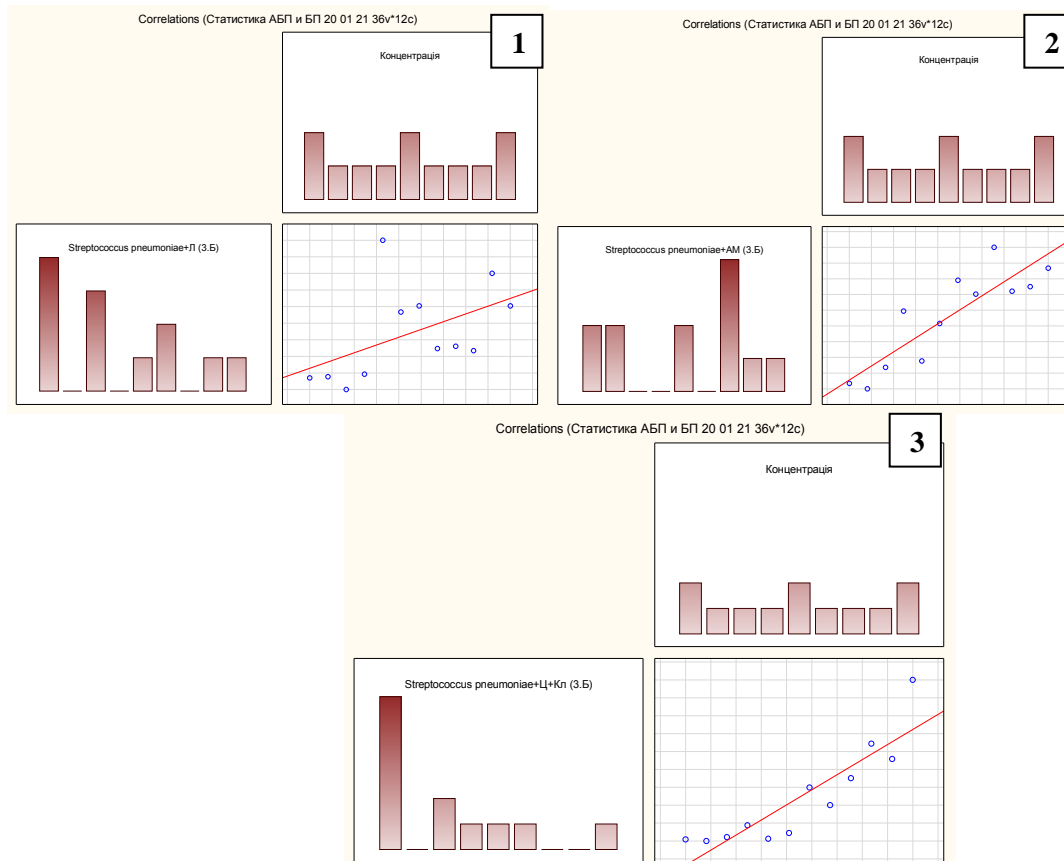 Correlations (Статистика АБП и БП 20 01 21 36v*12c)
1
Концентрація
Streptococcus pneumoniae+Л (3.Б)
Correlations (Статистика АБП и БП 20 01 21 36v*12c)
2
Концентрація
Streptococcus pneumoniae+АМ (3.Б)
Correlations (Статистика АБП и БП 20 01 21 36v*12c)
3
Концентрація
Streptococcus pneumoniae+Ц+Кл (3.Б)